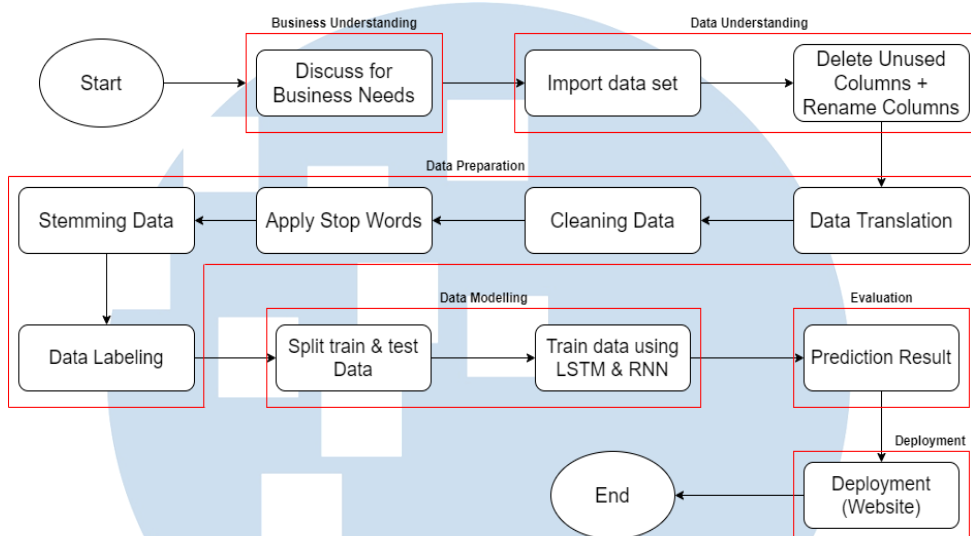 Business Understanding
Data Understanding
Start
Discuss for
Business Needs
Import data set
Delete Unused
Columns +
Rename Columns
Data Preparation
Stemming Data
Apply Stop Words
Cleaning Data
Data Translation
Data Modelling
Evaluation
Data Labeling
Split train & test
Data
Train data using
LSTM & RNN
Prediction Result
Deployment
End
Deployment
(Website)